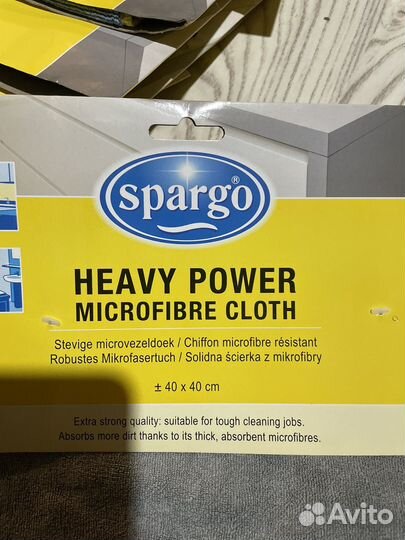 spargo®
HEAVY POWER
MICROFIBRE CLOTH
Stevige microvezeldoek / Chiffon microfibre résistant
Robustes Mikrofasertuch / Solidna ścierka z mikrofibry
± 40 x 40 cm
Extra strong quality: suitable for tough cleaning jobs.
Absorbs more dirt thanks to its thick, absorbent microfibres.
Avito